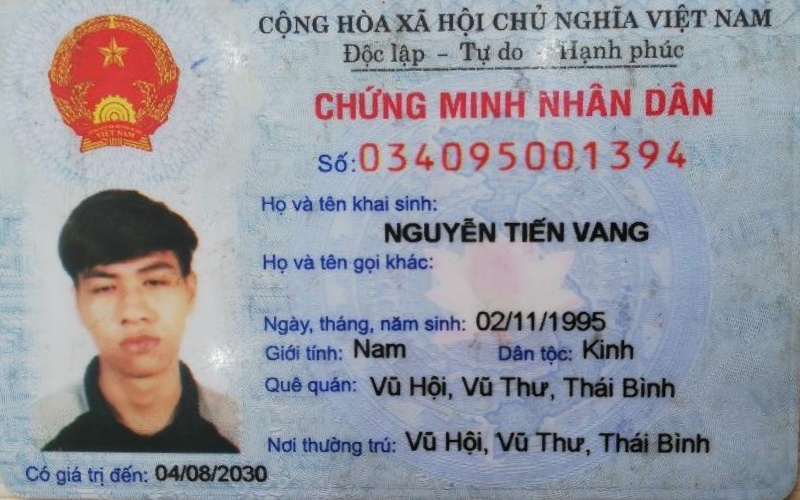 CỘNG HÒA XÃ HỘI CHỦ NGHĨA VIỆT NAM
Độc lập - Tự do - Hạnh phúc
CHỨNG MINH NHÂN DÂN
Số: 034095001394
Họ và tên khai sinh:
NGUYỄN TIẾN VANG
Họ và tên gọi khác:
Ngày, tháng, năm sinh: 02/11/1995
Giới tính: Nam Dân tộc: Kinh
Quê quán: Vũ Hội, Vũ Thư, Thái Bình
Nơi thường trú: Vũ Hội, Vũ Thư, Thái Bình
Có giá trị đến: 04/08/2030
VIỆT NAM